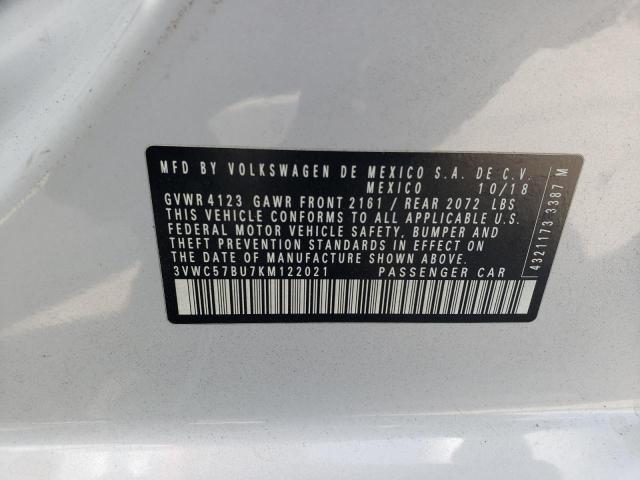 MFD BY VOLKSWAGEN DE MEXICO S.A. DE C.V.
MEXICO 10/18
GVWR 4123 GAWR FRONT 2161 / REAR 2072 LBS
THIS VEHICLE CONFORMS TO ALL APPLICABLE U.S.
FEDERAL MOTOR VEHICLE SAFETY, BUMPER AND
THEFT PREVENTION STANDARDS IN EFFECT ON
THE DATE OF MANUFACTURE SHOWN ABOVE.
3VWC57BU7KM122021 PASSENGER CAR
4321173 3387 M